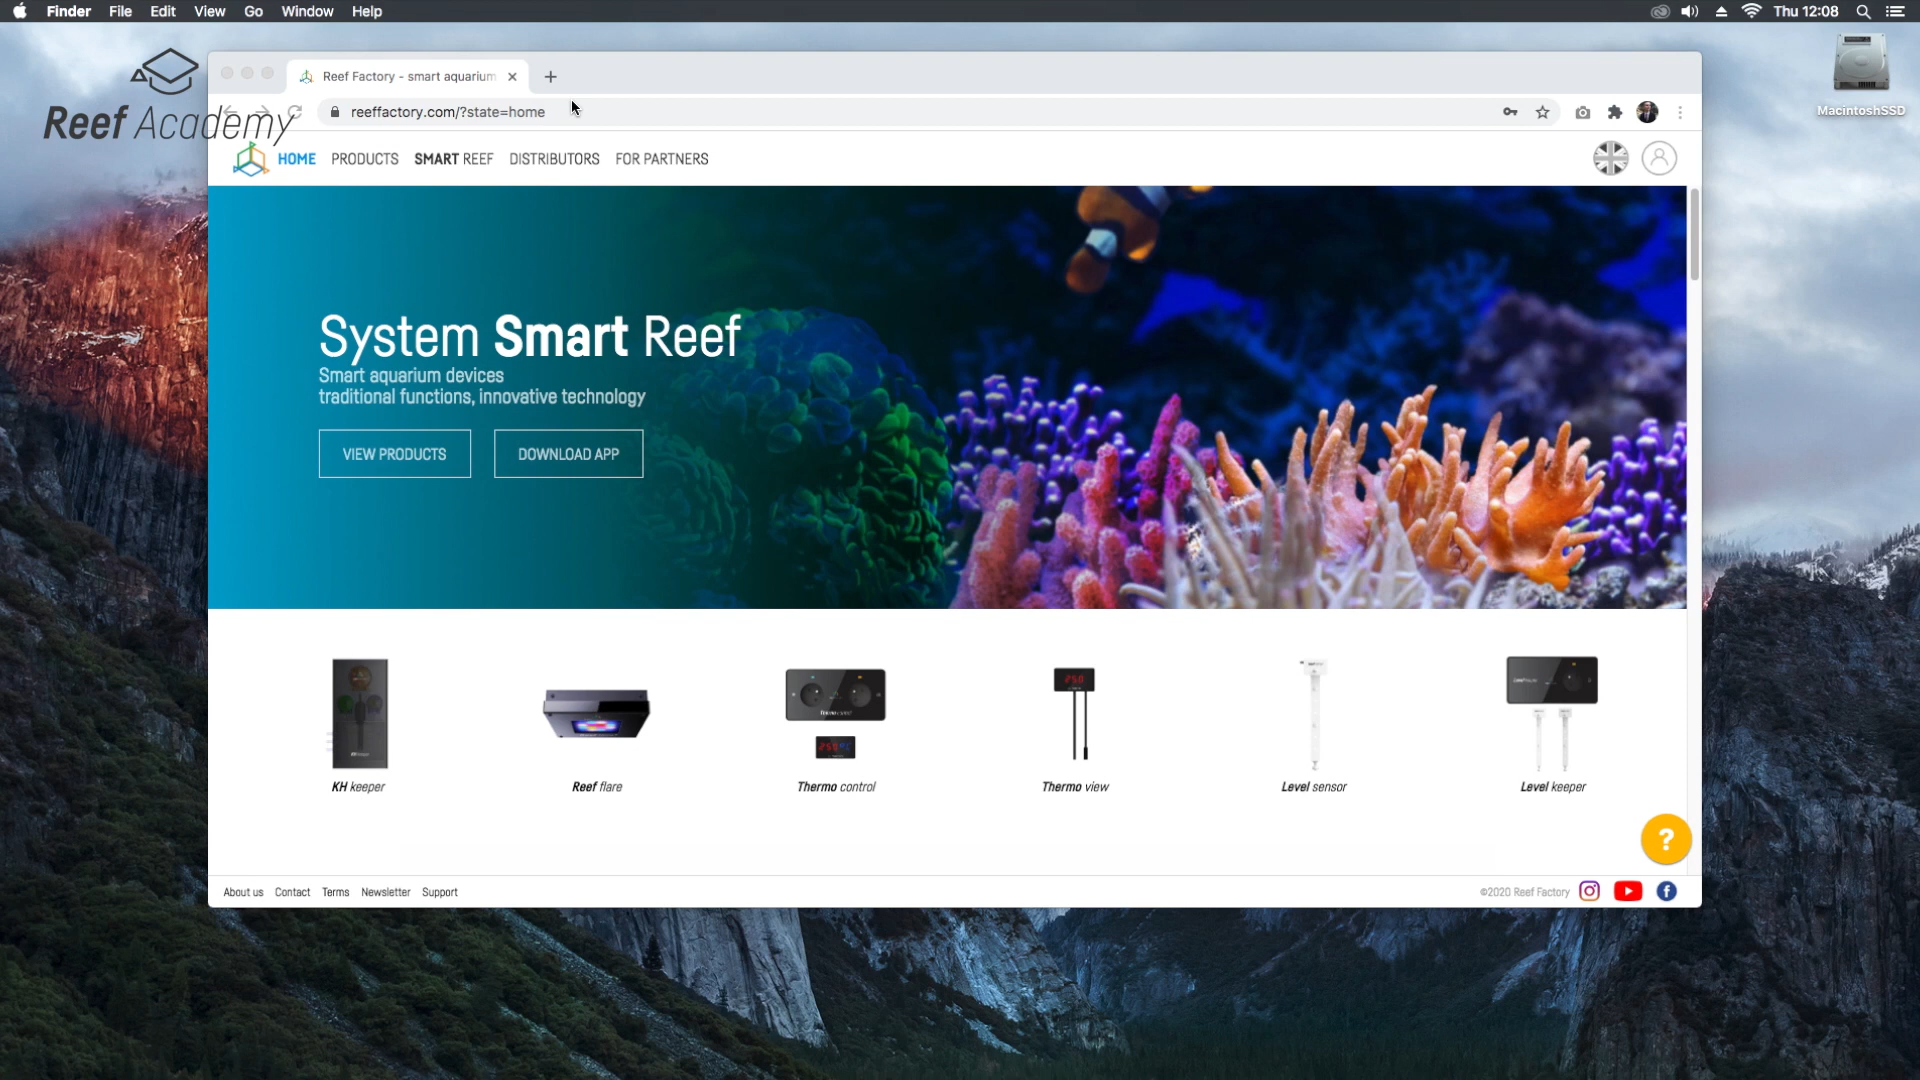 Finder File Edit View Go Window Help
Thu 12:08
Reef Academy
MacintoshSSD
Reef Factory - smart aquarium
reeffactory.com/?state=home
HOME PRODUCTS SMART REEF DISTRIBUTORS FOR PARTNERS
System Smart Reef
Smart aquarium devices
traditional functions, innovative technology
VIEW PRODUCTS DOWNLOAD APP
KH keeper
Reef flare
Thermo control
Thermo view
Level sensor
Level keeper
?
About us Contact Terms Newsletter Support
©2020 Reef Factory